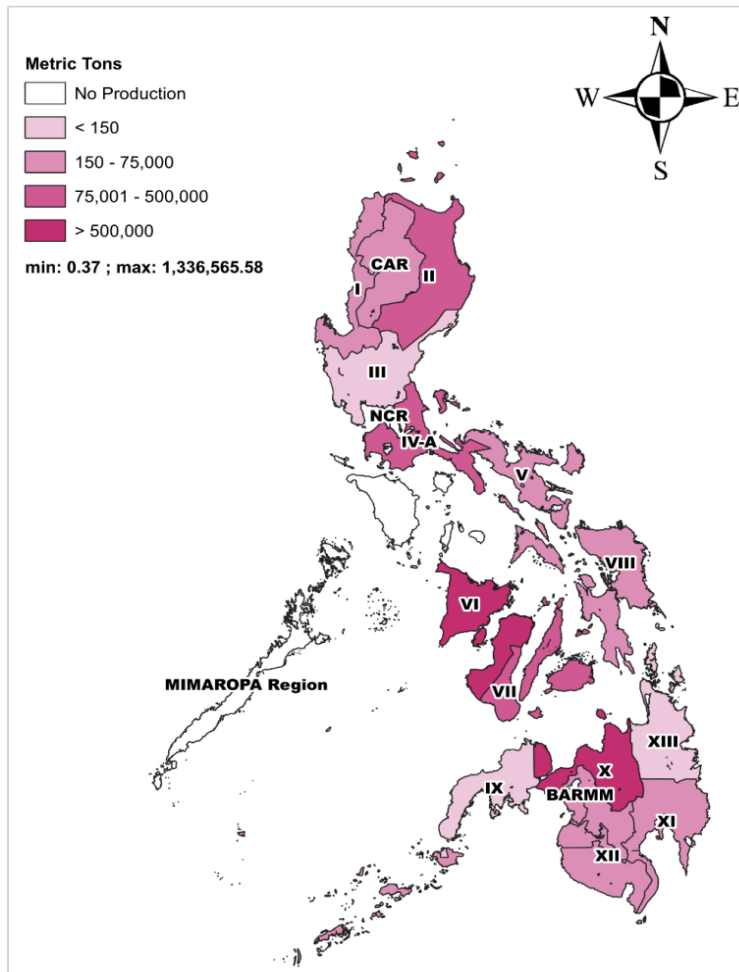 N
W E
S
Metric Tons
No Production
< 150
150 - 75,000
75,001 - 500,000
> 500,000
min: 0.37 ; max: 1,336,565.58
CAR
I
II
III
NCR
IV-A
V
VIII
VI
VII
MIMAROPA Region
XIII
X
IX
BARMM
XI
XII